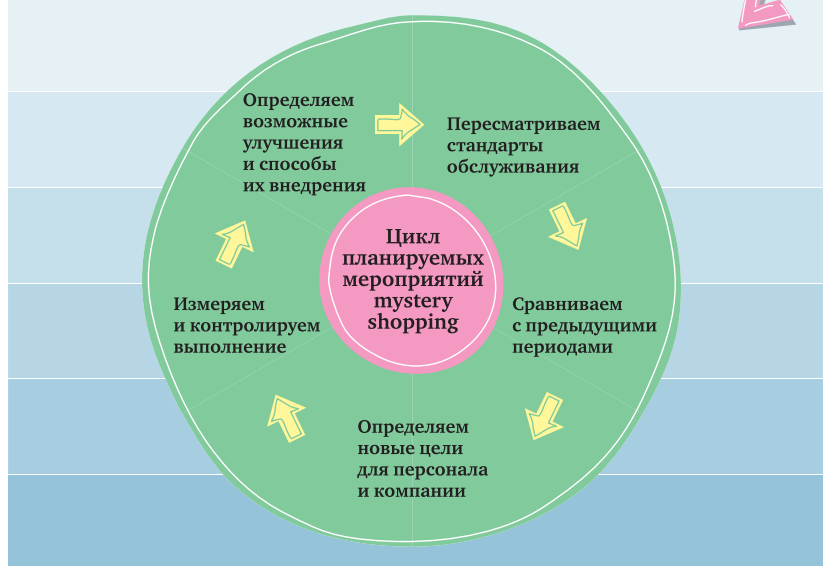 Определяем
возможные
улучшения
и способы
их внедрения
Пересматриваем
стандарты
обслуживания
Цикл
планируемых
мероприятий
mystery
shopping
Измеряем
и контролируем
выполнение
Сравниваем
с предыдущими
периодами
Определяем
новые цели
для персонала
и компании